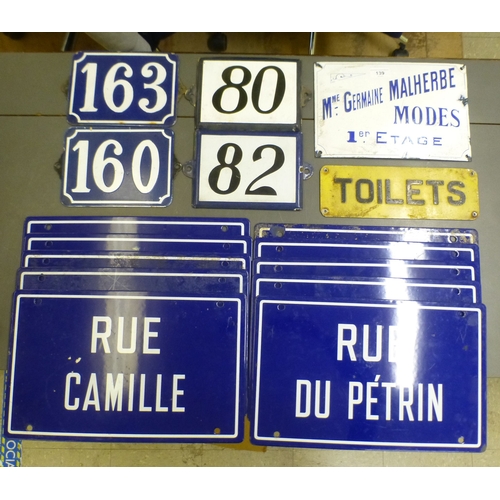 163
80
Mme GERMAINE MALHERBE
MODES
1er ETAGE
160
82
TOILETS
RUE
CAMILLE
RUE
DU PÉTRIN